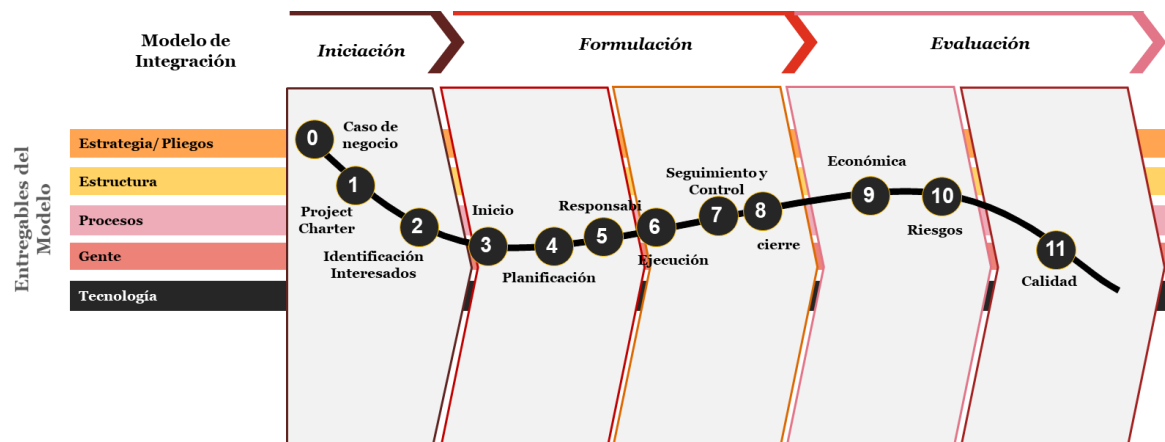 Modelo de
Integración
Iniciación
Formulación
Evaluación
Entregables del
Modelo
Estrategia/ Pliegos
Estructura
Procesos
Gente
Tecnología
0
Caso de
negocio
1
Project
Charter
2
Identificación
Interesados
Inicio
3
4
Planificación
Responsabi
5
6
Ejecución
Seguimiento y
Control
7
8
cierre
Económica
9
10
Riesgos
11
Calidad